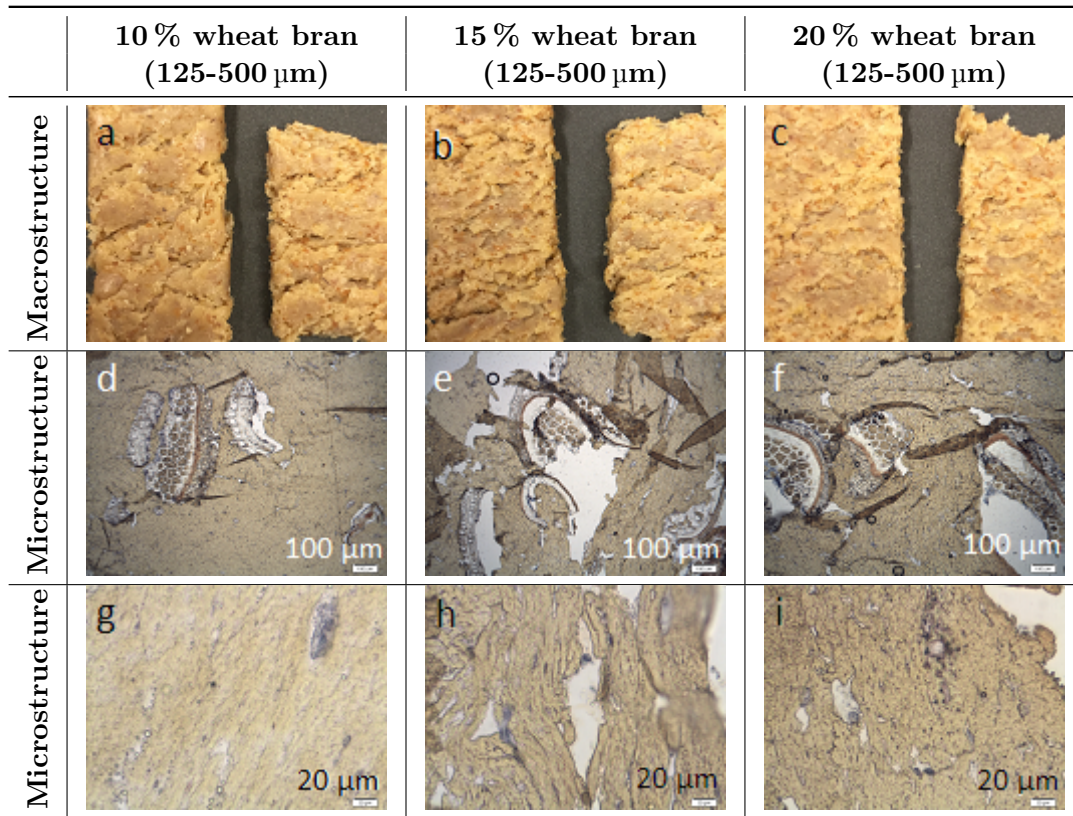 10 % wheat bran
(125-500 µm)
15 % wheat bran
(125-500 µm)
20 % wheat bran
(125-500 µm)
Macrostructure
a
b
c
Microstructure
d
100 µm
e
100 µm
f
100 µm
Microstructure
g
20 µm
h
20 µm
i
20 µm